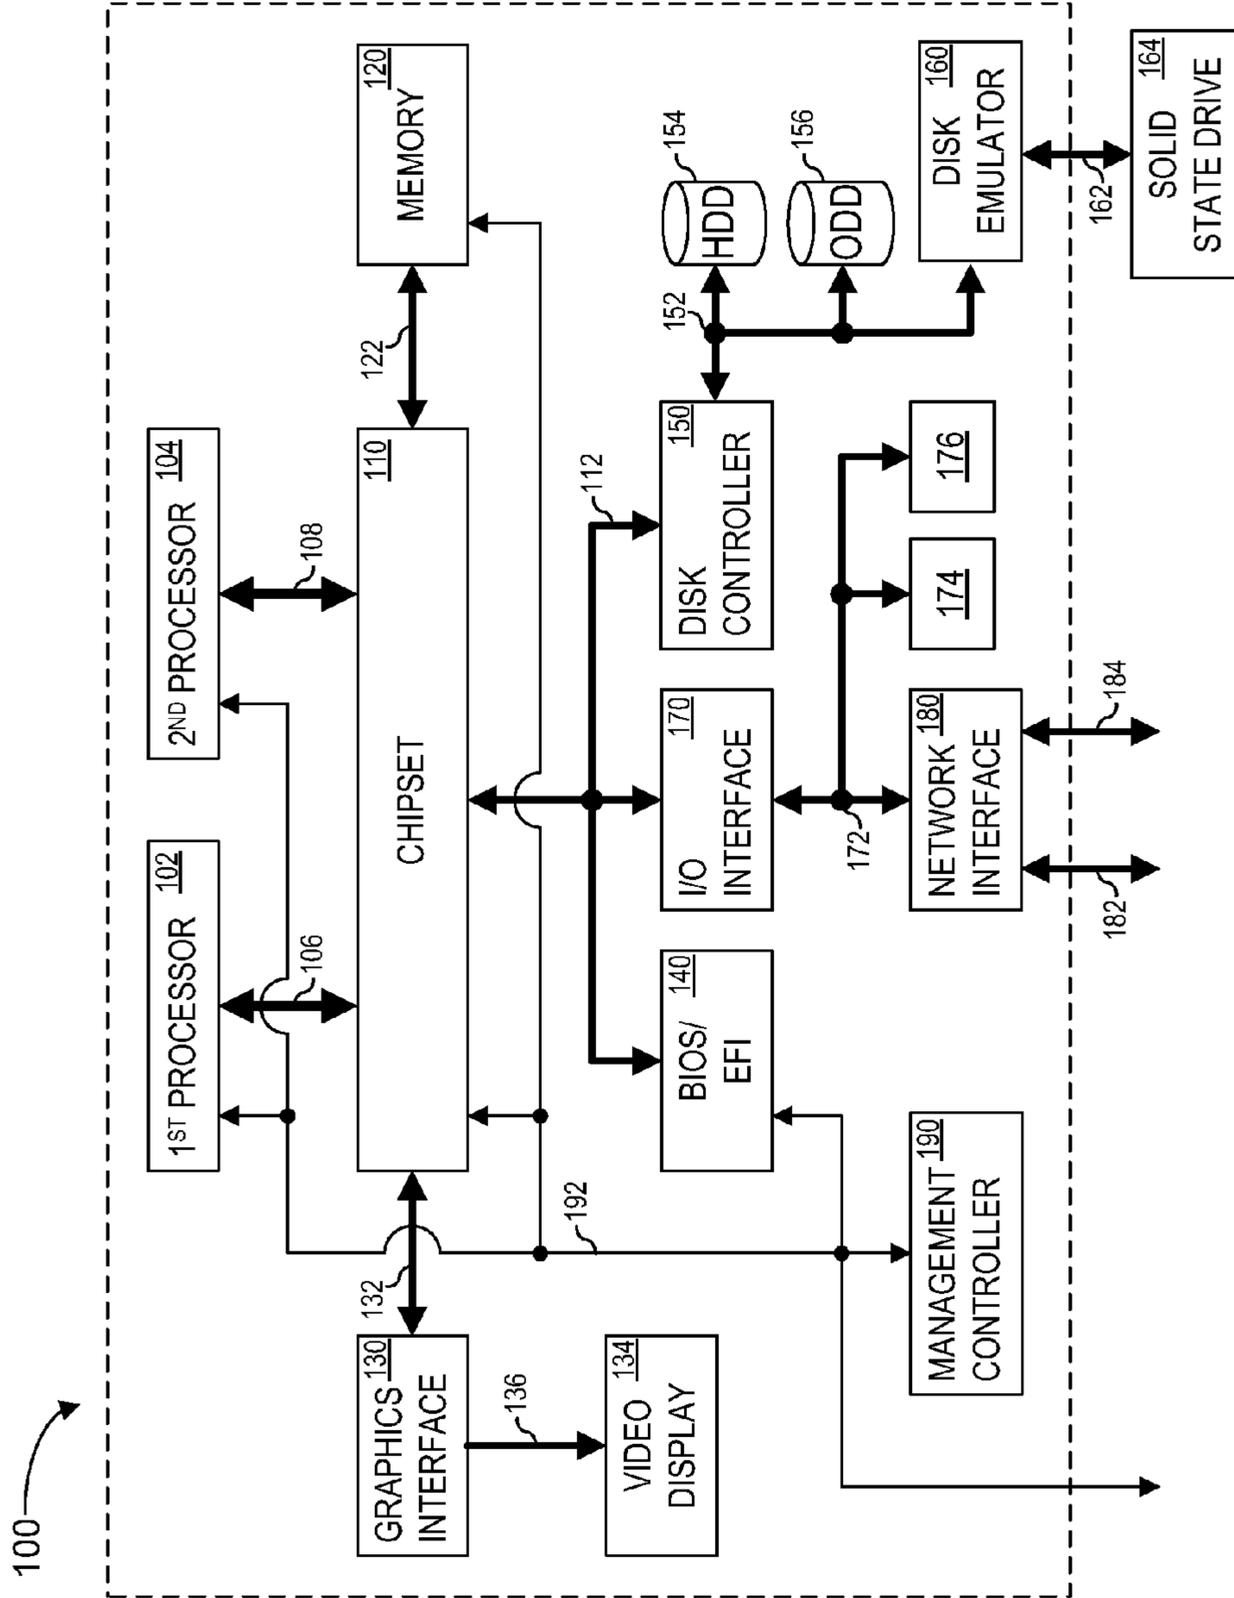 100
1ST PROCESSOR 102
2ND PROCESSOR 104
106
108
GRAPHICS 130
INTERFACE
132
CHIPSET 110
122
MEMORY 120
136
192
112
VIDEO 134
DISPLAY
BIOS/ 140
EFI
I/O 170
INTERFACE
DISK 150
CONTROLLER
152
HDD
154
ODD
156
172
MANAGEMENT 190
CONTROLLER
NETWORK 180
INTERFACE
174
176
DISK 160
EMULATOR
182
184
162
SOLID 164
STATE DRIVE